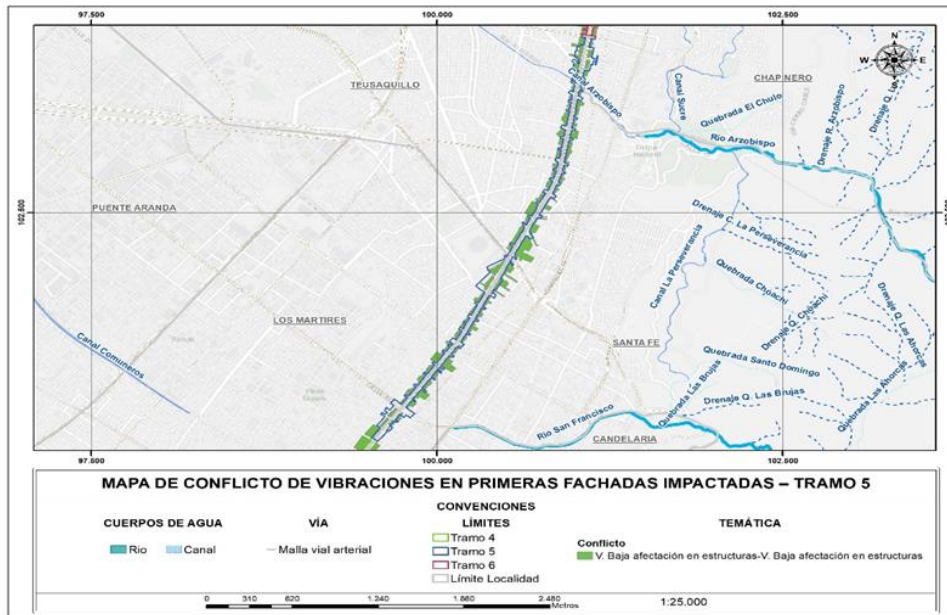 97.500 100.000 102.500
N
W E
S
CHAPINERO
TEUSAQUILLO
Canal Arzobispo
Canal Sucre
Quebrada El Chulo
Drenaje R. Arzobispo
Río Arzobispo
102.500
PUENTE ARANDA
Drenaje C. La Perseverancia
Canal La Perseverancia
Quebrada Choachí
Drenaje Q. Choachí
Drenaje Q. Las Ahorcas
LOS MARTIRES
SANTA FE
Canal Comuneros
Quebrada Santo Domingo
Quebrada Las Brujas
Drenaje Q. Las Brujas
Quebrada Las Ahorcas
Río San Francisco
CANDELARIA
97.500 100.000 102.500
MAPA DE CONFLICTO DE VIBRACIONES EN PRIMERAS FACHADAS IMPACTADAS – TRAMO 5
CONVENCIONES
CUERPOS DE AGUA VÍA LÍMITES TEMÁTICA
Río Canal
Malla vial arterial
Tramo 4
Tramo 5
Tramo 6
Límite Localidad
Conflicto
V. Baja afectación en estructuras-V. Baja afectación en estructuras
0 310 620 1.240 1.860 2.480
Metros
1:25.000